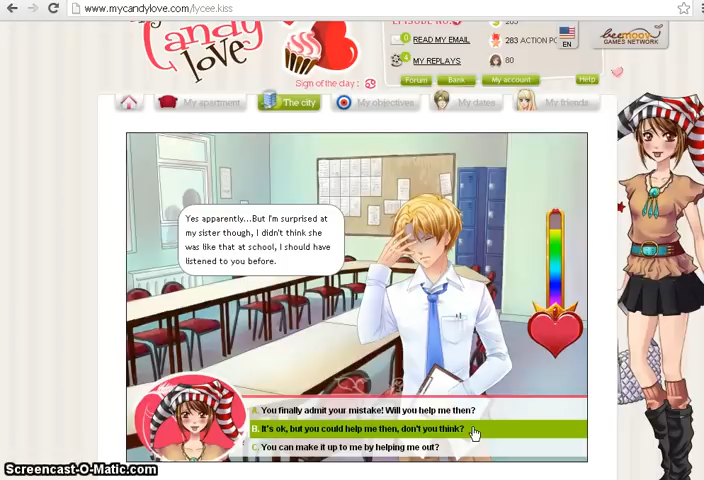 www.mycandylove.com/lycee.kiss
EPISODE NO.
Candy
love
0 READ MY EMAIL
283 ACTION PO
4 MY REPLAYS
80
EN
beemoov
GAMES NETWORK
Sign of the day :
Forum Bank My account Help
My apartment The city My objectives My dates My friends
Yes apparently...But I'm surprised at
my sister though, I didn't think she
was like that at school, I should have
listened to you before.
A. You finally admit your mistake! Will you help me then?
B. It's ok, but you could help me then, don't you think?
C. You can make it up to me by helping me out?
Screencast-O-Matic.com